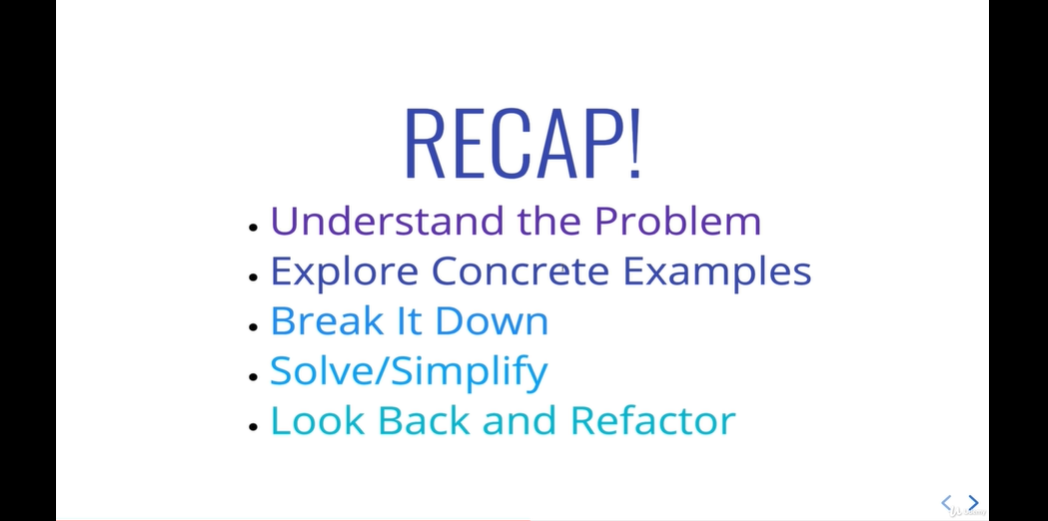 RECAP!
Understand the Problem
Explore Concrete Examples
Break It Down
Solve/Simplify
Look Back and Refactor